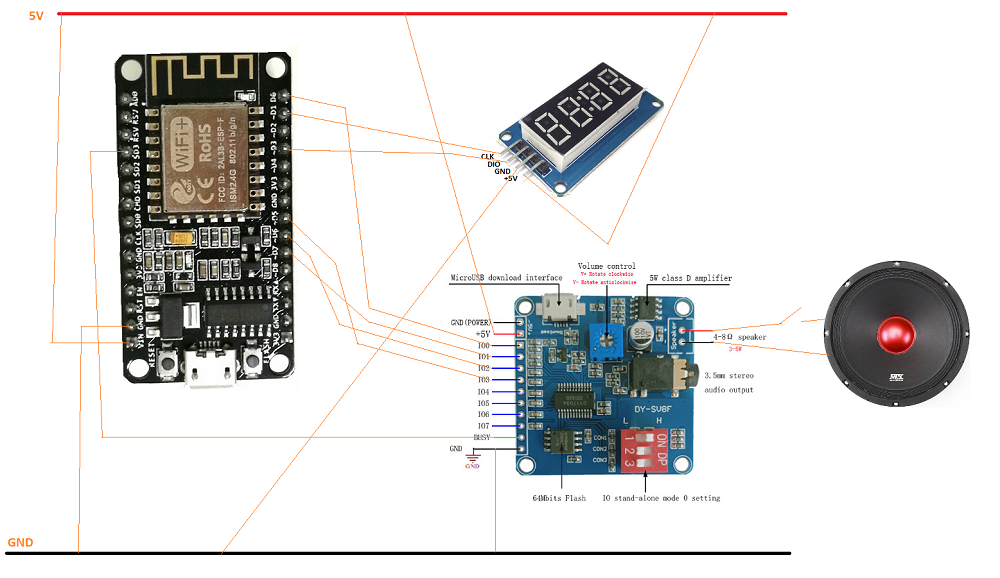 5V
A0
RSV
RSV
SD3
SD2
SD1
CMD
SD0
CLK
GND
3V3
EN
RST
GND
VIN
D0
~D1
~D2
~D3
~D4
3V3
GND
~D5
~D6
~D7
~D8
GND
3V3
WiFi+
RoHS
CE
FCC ID: 2AL3B-ESP-F
ISM2.4G 802.11b/g/n
RESET
FLASH
CLK
DIO
GND
+5V
MicroUSB download interface
Volume control
V+ Rotate clockwise
V- Rotate anticlockwise
5W class D amplifier
GND(POWER)
+5V
IO0
IO1
IO2
IO3
IO4
IO5
IO6
IO7
BUSY
GND
GND
Speaker
4-8Ω speaker
3-5W
3.5mm stereo
audio output
DY-SV8F
L H
CON1
CON2
CON3
ON DP
1 2 3
64Mbits Flash
IO stand-alone mode 0 setting
GND